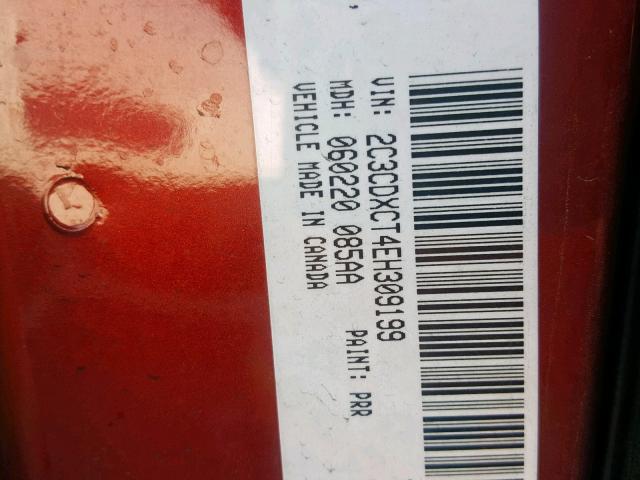 VIN: 2C3CDXCT4EH309199
MDH: 060220 085AA PAINT: PRR
VEHICLE MADE IN CANADA